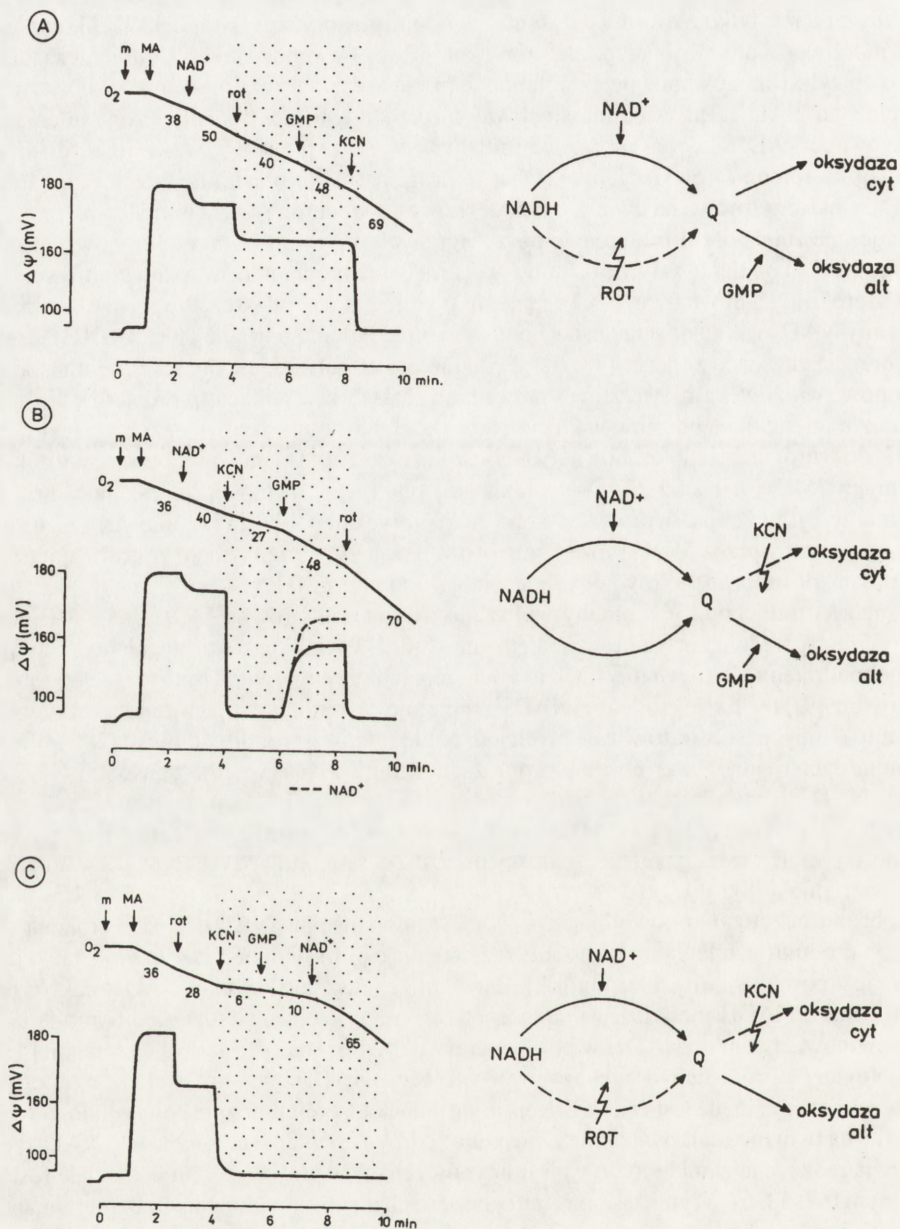 A
m MA NAD⁺ rot GMP KCN
O₂
38 50 40 48 69
180
160
100
Δψ (mV)
0 2 4 6 8 10 min.
NAD⁺
NADH Q
ROT
GMP
oksydaza
cyt
oksydaza
alt
B
m MA NAD⁺ KCN GMP rot
O₂
36 40 27 48 70
180
160
100
Δψ (mV)
0 2 4 6 8 10 min.
--- NAD⁺
NAD+
KCN
NADH Q
GMP
oksydaza
cyt
oksydaza
alt
C
m MA rot KCN GMP NAD⁺
O₂
36 28 6 10 65
180
160
100
Δψ (mV)
0 2 4 6 8 10 min
NAD+
KCN
NADH Q
ROT
oksydaza
cyt
oksydaza
alt